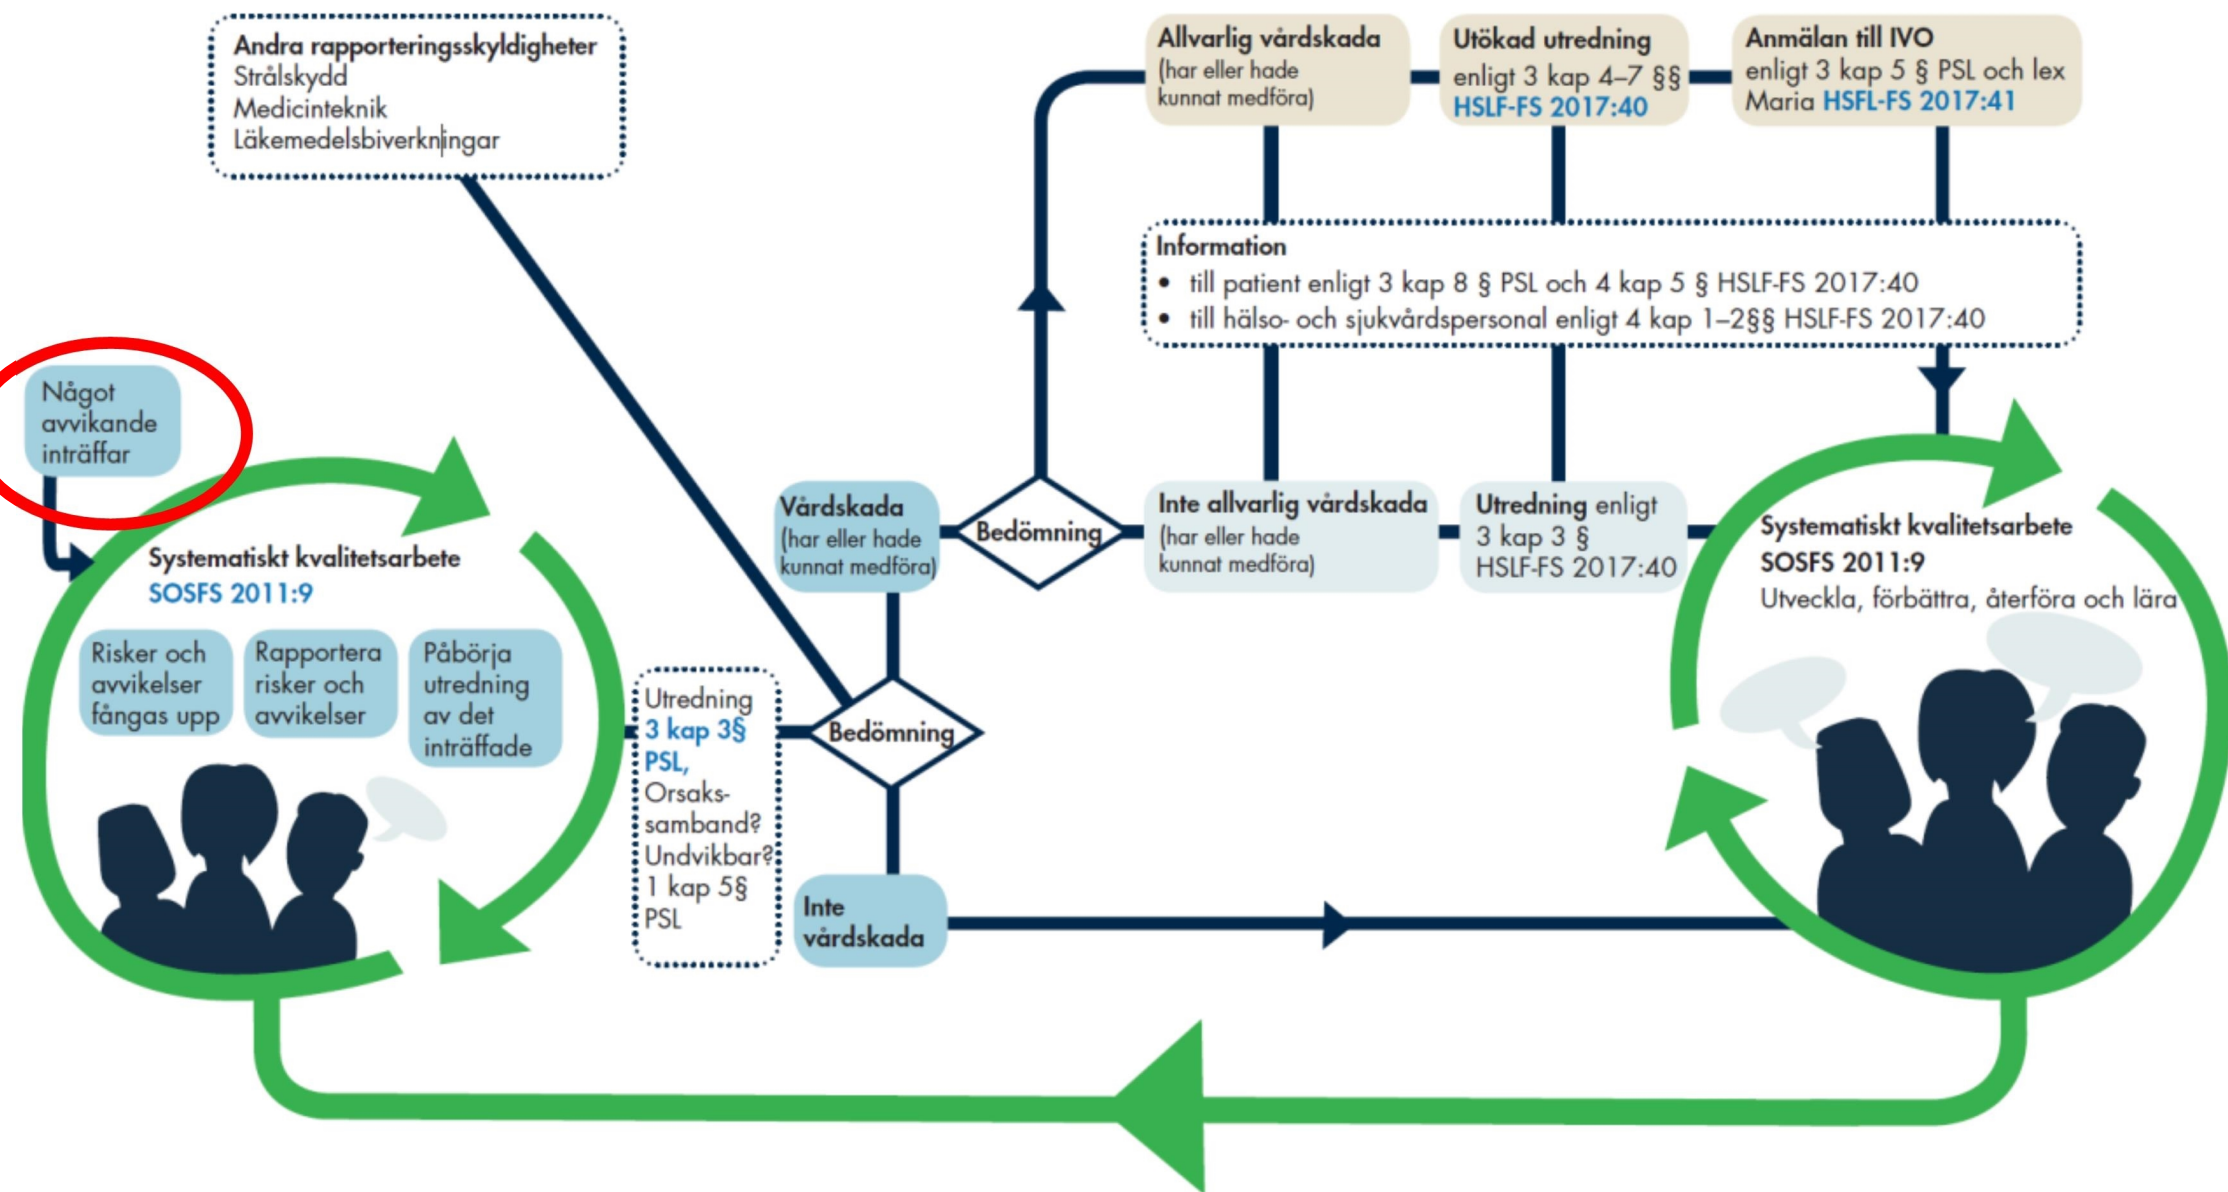 Andra rapporteringsskyldigheter
Strålskydd
Medicinteknik
Läkemedelsbiverkningar
Allvarlig vårdskada
(har eller hade
kunnat medföra)
Utökad utredning
enligt 3 kap 4–7 §§
HSLF-FS 2017:40
Anmälan till IVO
enligt 3 kap 5 § PSL och lex
Maria HSFL-FS 2017:41
Information
• till patient enligt 3 kap 8 § PSL och 4 kap 5 § HSLF-FS 2017:40
• till hälso- och sjukvårdspersonal enligt 4 kap 1–2§§ HSLF-FS 2017:40
Något
avvikande
inträffar
Systematiskt kvalitetsarbete
SOSFS 2011:9
Risker och
avvikelser
fångas upp
Rapportera
risker och
avvikelser
Påbörja
utredning
av det
inträffade
Utredning
3 kap 3§
PSL,
Orsaks-
samband?
Undvikbar?
1 kap 5§
PSL
Bedömning
Vårdskada
(har eller hade
kunnat medföra)
Bedömning
Inte allvarlig vårdskada
(har eller hade
kunnat medföra)
Utredning enligt
3 kap 3 §
HSLF-FS 2017:40
Inte
vårdskada
Systematiskt kvalitetsarbete
SOSFS 2011:9
Utveckla, förbättra, återföra och lära